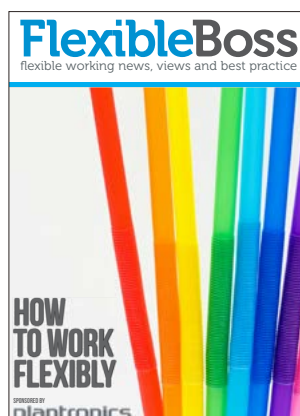 FlexibleBoss
flexible working news, views and best practice
HOW
TO WORK
FLEXIBLY
SPONSORED BY
plantronics